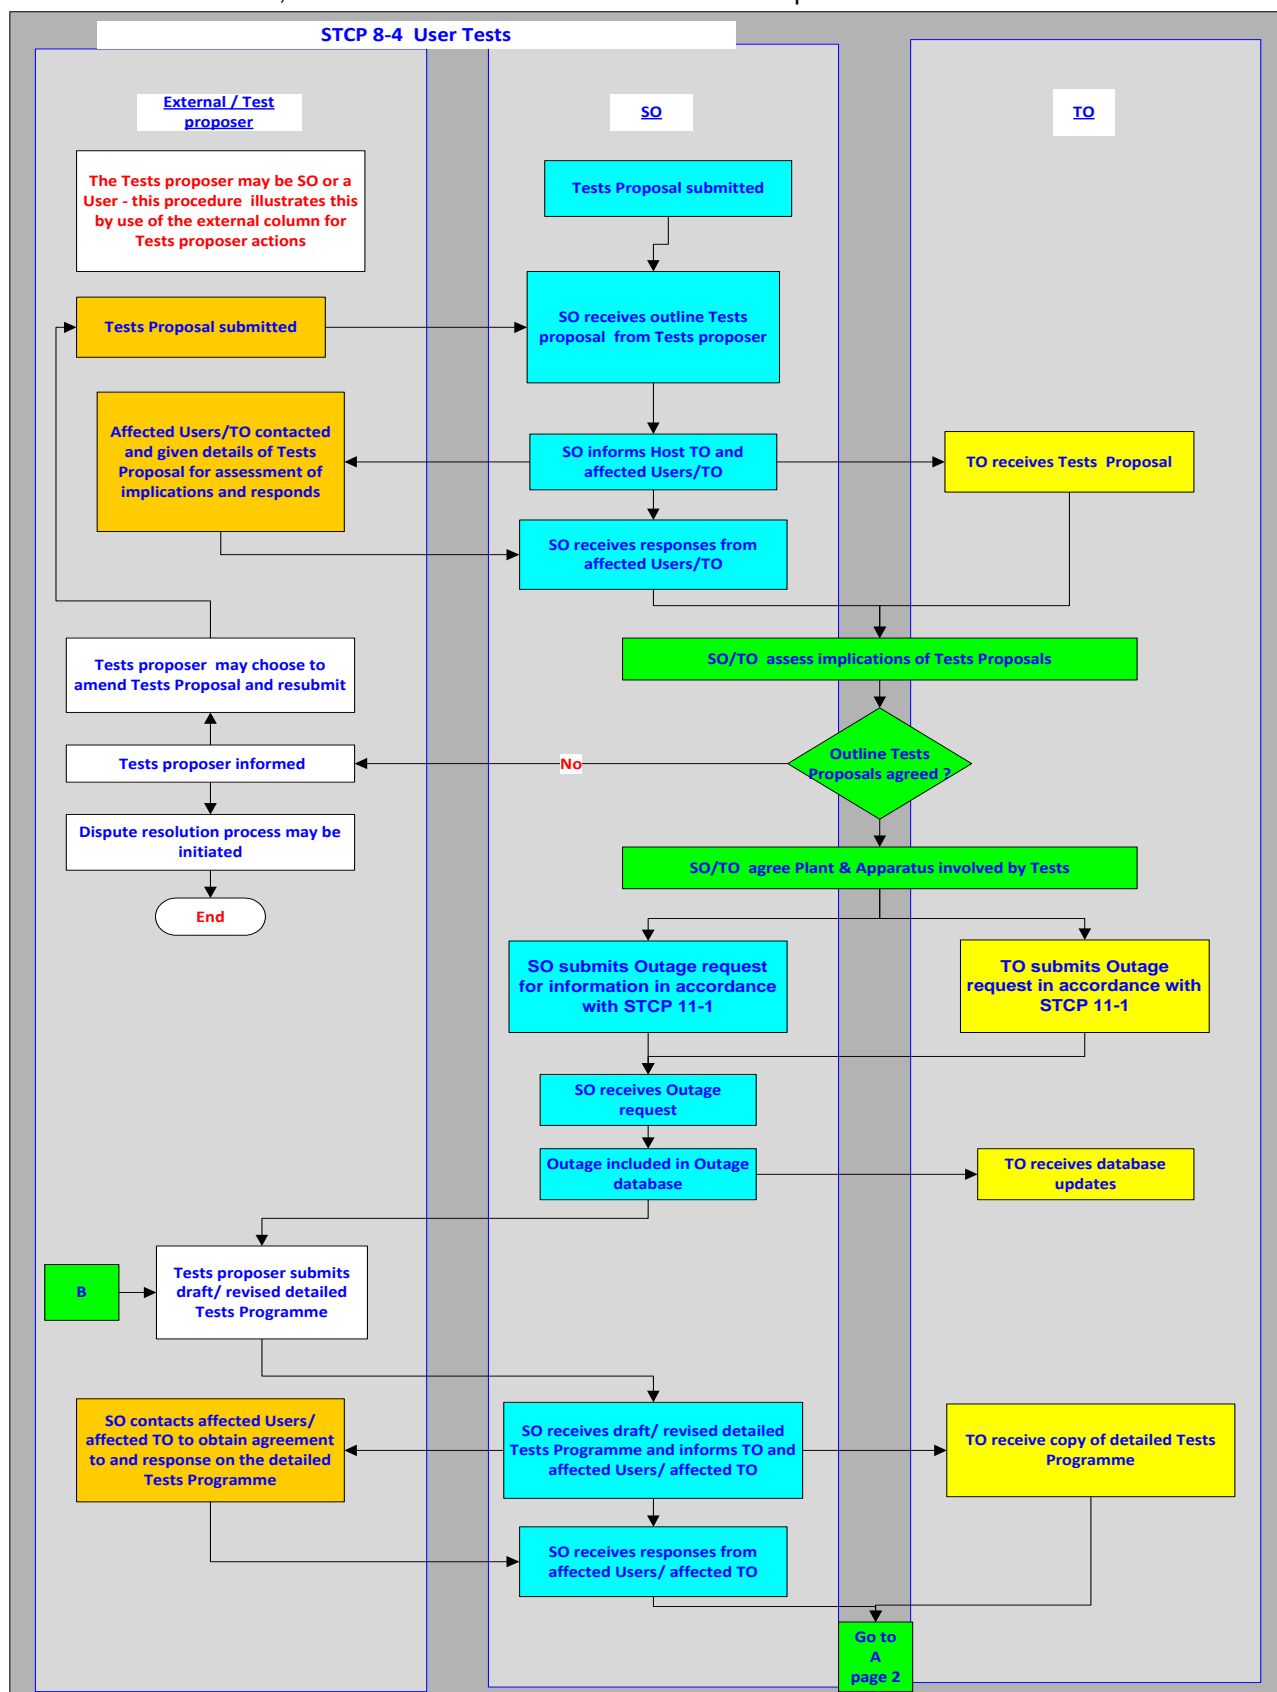 STCP 8-4 User Tests
External / Test
proposer
SO
TO
The Tests proposer may be SO or a
User - this procedure illustrates this
by use of the external column for
Tests proposer actions
Tests Proposal submitted
Tests Proposal submitted
SO receives outline Tests
proposal from Tests proposer
Affected Users/TO contacted
and given details of Tests
Proposal for assessment of
implications and responds
SO informs Host TO and
affected Users/TO
TO receives Tests Proposal
SO receives responses from
affected Users/TO
Tests proposer may choose to
amend Tests Proposal and resubmit
SO/TO assess implications of Tests Proposals
Tests proposer informed
No
Outline Tests
Proposals agreed ?
Dispute resolution process may be
initiated
End
SO/TO agree Plant & Apparatus involved by Tests
SO submits Outage request
for information in accordance
with STCP 11-1
TO submits Outage
request in accordance with
STCP 11-1
SO receives Outage
request
Outage included in Outage
database
TO receives database
updates
B
Tests proposer submits
draft/ revised detailed
Tests Programme
SO contacts affected Users/
affected TO to obtain agreement
to and response on the detailed
Tests Programme
SO receives draft/ revised detailed
Tests Programme and informs TO and
affected Users/ affected TO
TO receive copy of detailed Tests
Programme
SO receives responses from
affected Users/ affected TO
Go to
A
page 2